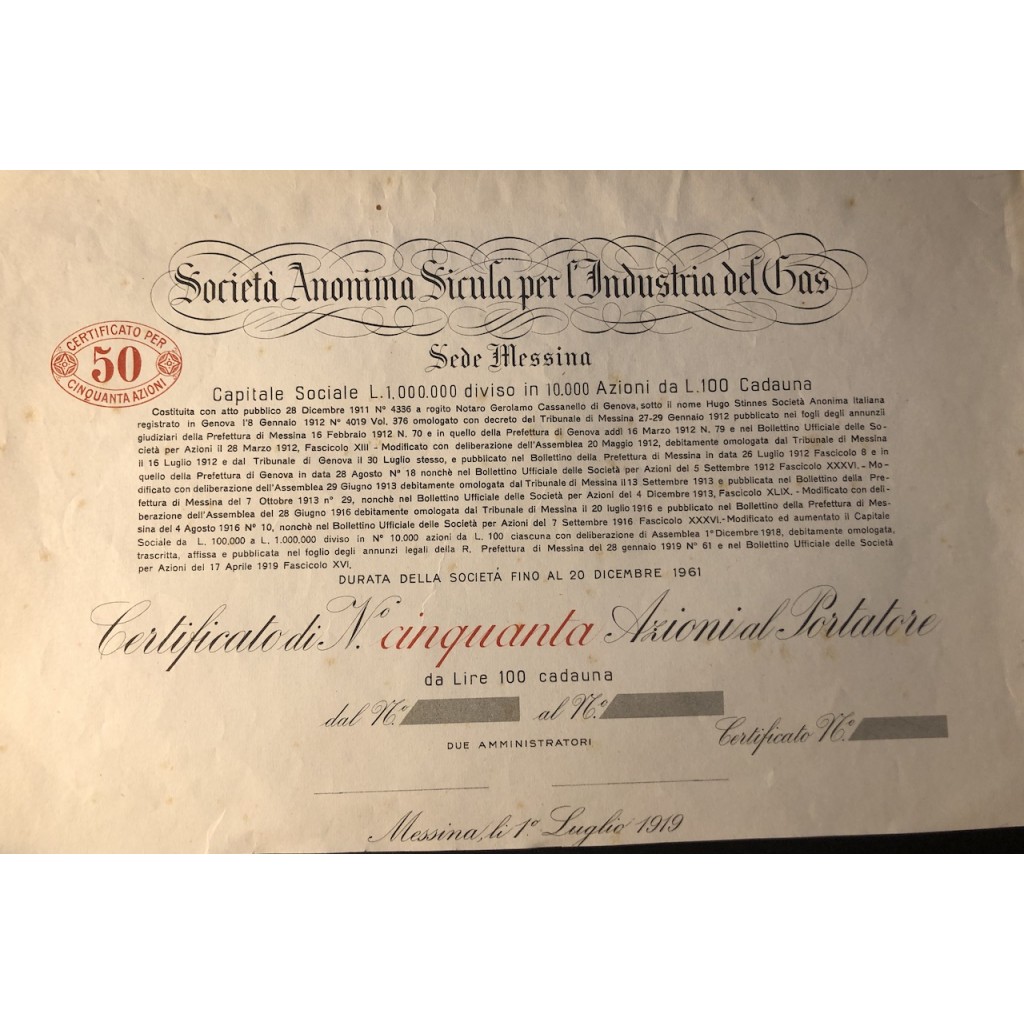 Società Anonima Sicula per l'Industria del Gas
CERTIFICATO PER
50
CINQUANTA AZIONI
Sede Messina
Capitale Sociale L. 1.000.000 diviso in 10.000 Azioni da L. 100 Cadauna
Costituita con atto pubblico 28 Dicembre 1911 Nº 4336 a rogito Notaro Gerolamo Cassanello di Genova, sotto il nome Hugo Stinnes Società Anonima Italiana
registrato in Genova l'8 Gennaio 1912 Nº 4019 Vol. 376 omologato con decreto del Tribunale di Messina 27-29 Gennaio 1912 pubblicato nei fogli degli annunzii
giudiziari della Prefettura di Messina 16 Febbraio 1912 N. 70 e in quello della Prefettura di Genova addì 16 Marzo 1912 N. 79 e nel Bollettino Ufficiale delle So-
cietà per Azioni il 28 Marzo 1912, Fascicolo XIII - Modificato con deliberazione dell'Assemblea 20 Maggio 1912, debitamente omologata dal Tribunale di Messina
il 16 Luglio 1912 e dal Tribunale di Genova il 30 Luglio stesso, e pubblicato nel Bollettino della Prefettura di Messina in data 26 Luglio 1912 Fascicolo 8 e in
quello della Prefettura di Genova in data 28 Agosto Nª 18 nonchè nel Bollettino Ufficiale delle Società per Azioni del 5 Settembre 1912 Fascicolo XXXVI. - Mo-
dificato con deliberazione dell'Assemblea 29 Giugno 1913 debitamente omologata dal Tribunale di Messina il 13 Settembre 1913 e pubblicata nel Bollettino della Pre-
fettura di Messina del 7 Ottobre 1913 nº 29, nonchè nel Bollettino Ufficiale delle Società per Azioni del 4 Dicembre 1913, Fascicolo XLIX. - Modificato con deli-
berazione dell'Assemblea del 28 Giugno 1916 debitamente omologata dal Tribunale di Messina il 20 luglio 1916 e pubblicato nel Bollettino della Prefettura di Mes-
sina del 4 Agosto 1916 Nº 10, nonchè nel Bollettino Ufficiale delle Società per Azioni del 7 Settembre 1916 Fascicolo XXXVI.-Modificato ed aumentato il Capitale
Sociale da L. 100.000 a L. 1.000.000 diviso in Nº 10.000 azioni da L. 100 ciascuna con deliberazione di Assemblea 1º Dicembre 1918, debitamente omologata,
trascritta, affissa e pubblicata nel foglio degli annunzi legali della R. Prefettura di Messina del 28 gennaio 1919 Nº 61 e nel Bollettino Ufficiale delle Società
per Azioni del 17 Aprile 1919 Fascicolo XVI.
DURATA DELLA SOCIETÀ FINO AL 20 DICEMBRE 1961
Certificato di N.º cinquanta Azioni al Portatore
da Lire 100 cadauna
dal N.º al N.º
Certificato N.º
DUE AMMINISTRATORI
Messina, li 1.º Luglio 1919